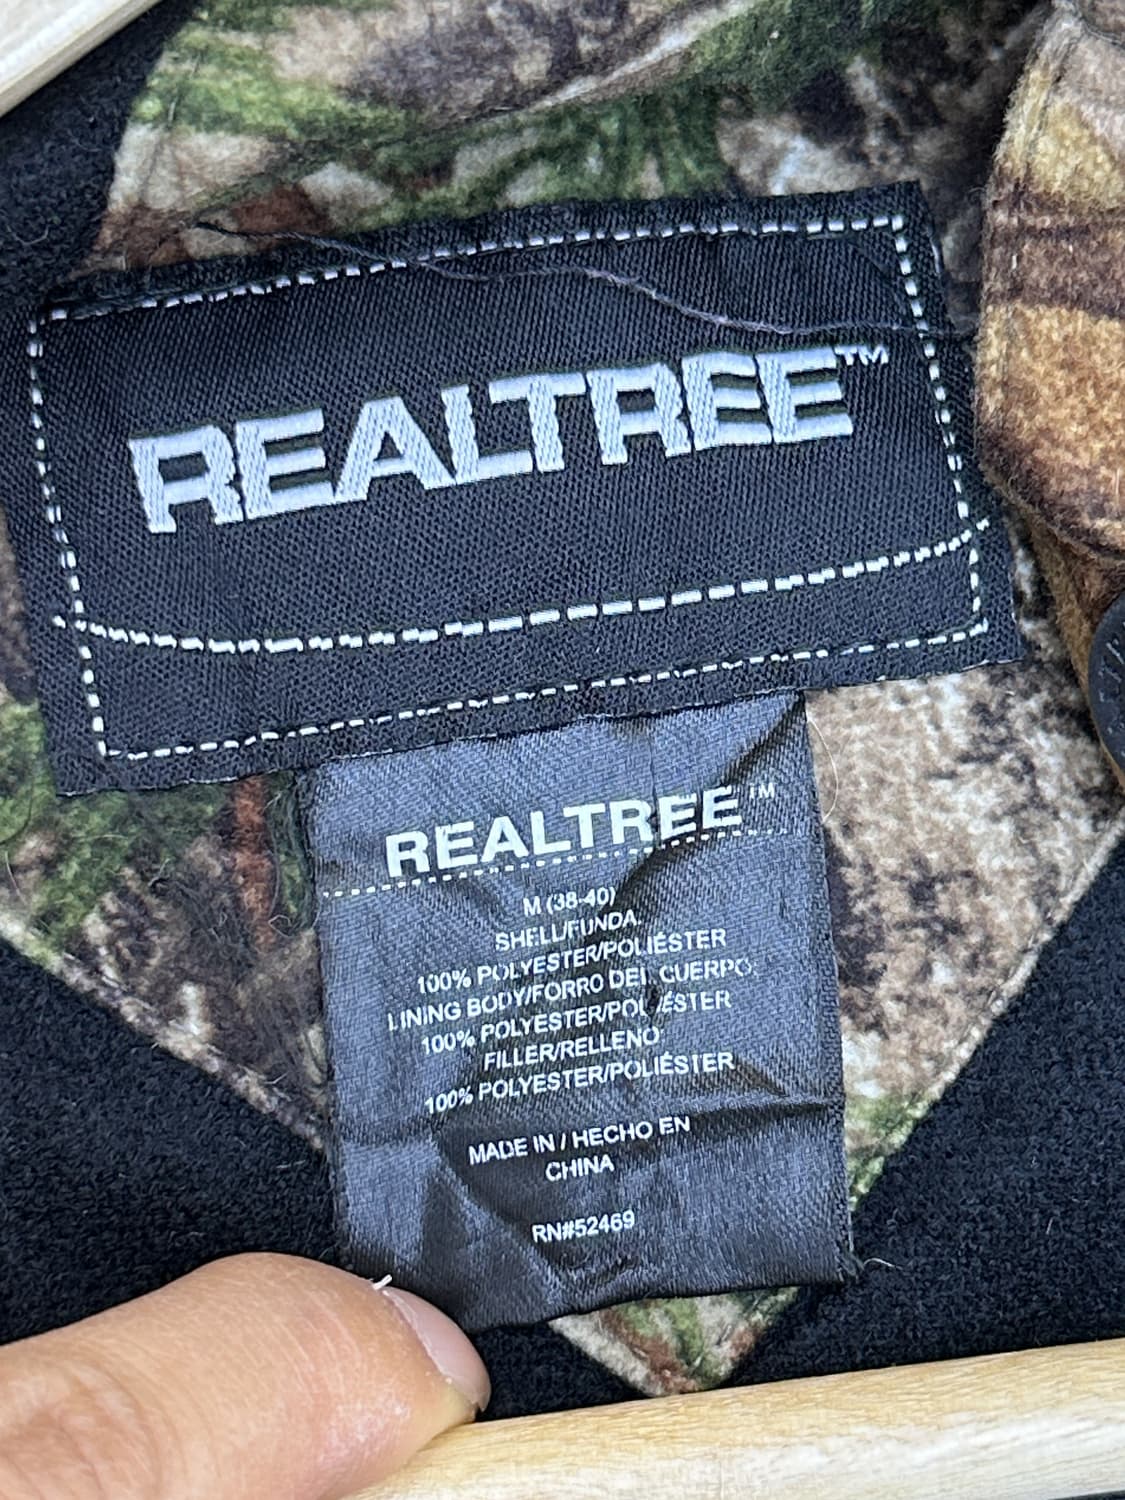 REALTREE™
REALTREE™
M (38-40)
SHELL/FUNDA
100% POLYESTER/POLIÉSTER
LINING BODY/FORRO DEL CUERPO:
100% POLYESTER/POLIÉSTER
FILLER/RELLENO
100% POLYESTER/POLIÉSTER
MADE IN / HECHO EN
CHINA
RN#52469